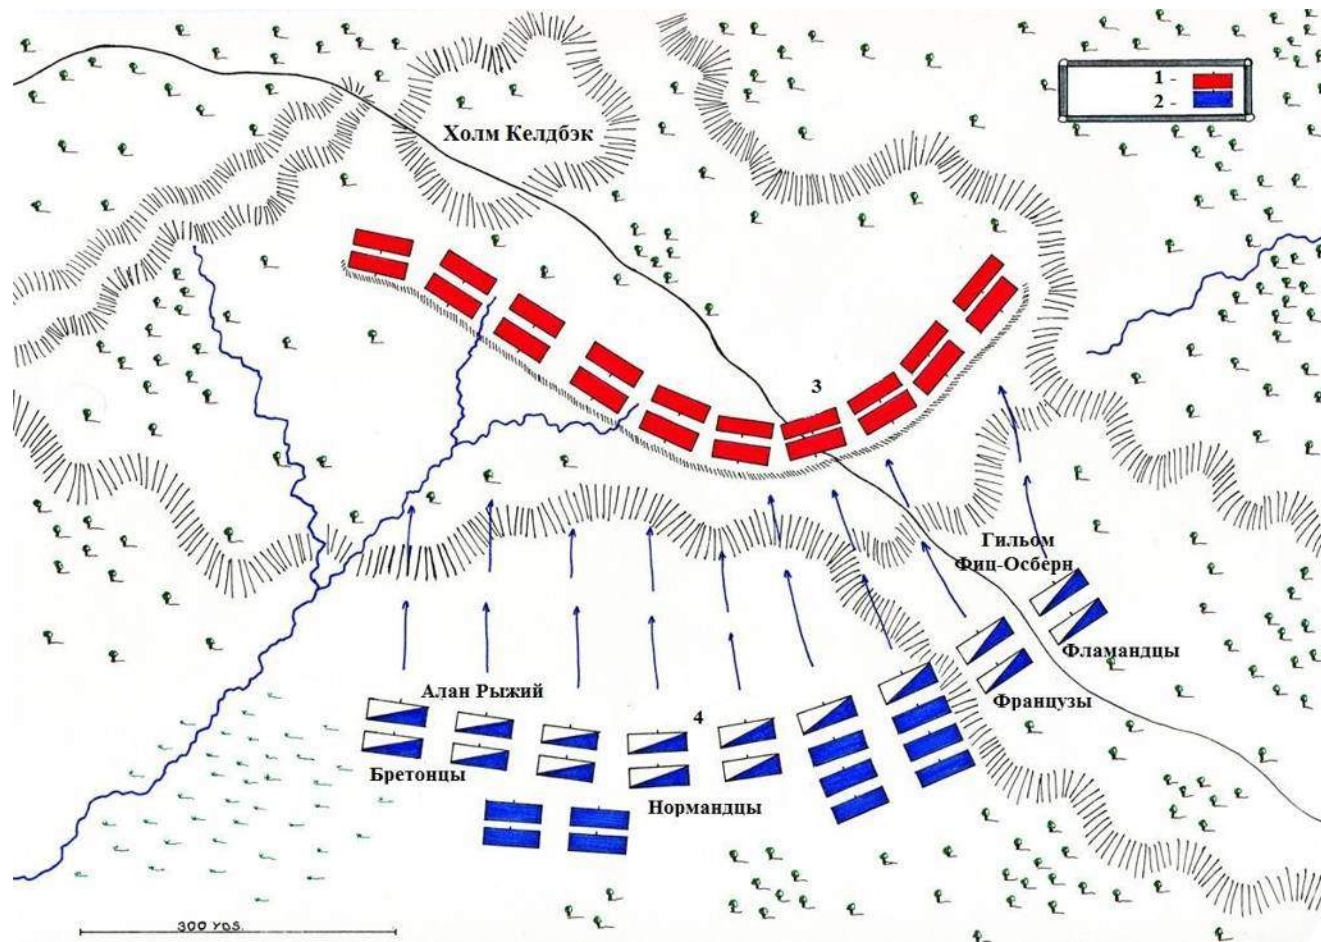 1 -
2 -
Холм Келдбэк
3
Гильом
Фиц-Осберн
Фламандцы
Французы
Алан Рыжий
4
Бретонцы
Нормандцы
300 YDS.